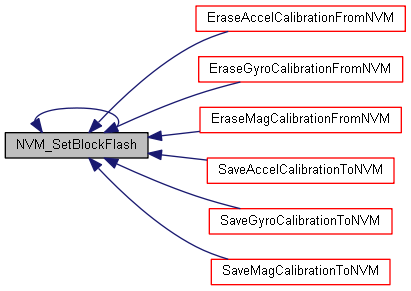 EraseAccelCalibrationFromNVM
EraseGyroCalibrationFromNVM
EraseMagCalibrationFromNVM
NVM_SetBlockFlash
SaveAccelCalibrationToNVM
SaveGyroCalibrationToNVM
SaveMagCalibrationToNVM